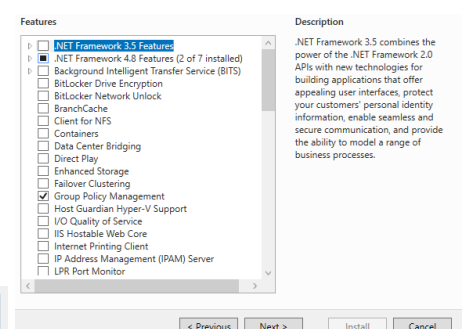 Features
.NET Framework 3.5 Features
.NET Framework 4.8 Features (2 of 7 installed)
Background Intelligent Transfer Service (BITS)
BitLocker Drive Encryption
BitLocker Network Unlock
BranchCache
Client for NFS
Containers
Data Center Bridging
Direct Play
Enhanced Storage
Failover Clustering
Group Policy Management
Host Guardian Hyper-V Support
I/O Quality of Service
IIS Hostable Web Core
Internet Printing Client
IP Address Management (IPAM) Server
LPR Port Monitor
Description
.NET Framework 3.5 combines the
power of the .NET Framework 2.0
APIs with new technologies for
building applications that offer
appealing user interfaces, protect
your customers' personal identity
information, enable seamless and
secure communication, and provide
the ability to model a range of
business processes.
< Previous
Next >
Install
Cancel